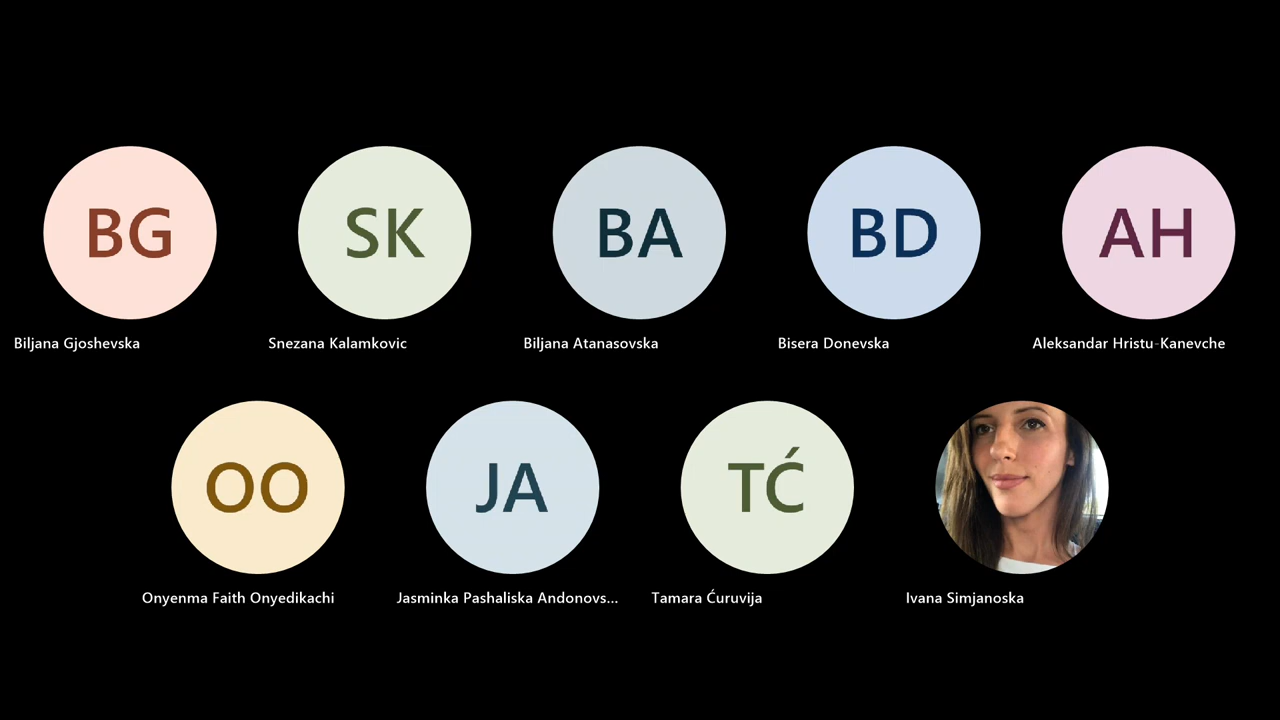 BG
SK
BA
BD
AH
Biljana Gjoshevska
Snezana Kalamkovic
Biljana Atanasovska
Bisera Donevska
Aleksandar Hristu-Kanevche
OO
JA
TĆ
Onyenma Faith Onyedikachi
Jasminka Pashaliska Andonovs...
Tamara Ćuruvija
Ivana Simjanoska